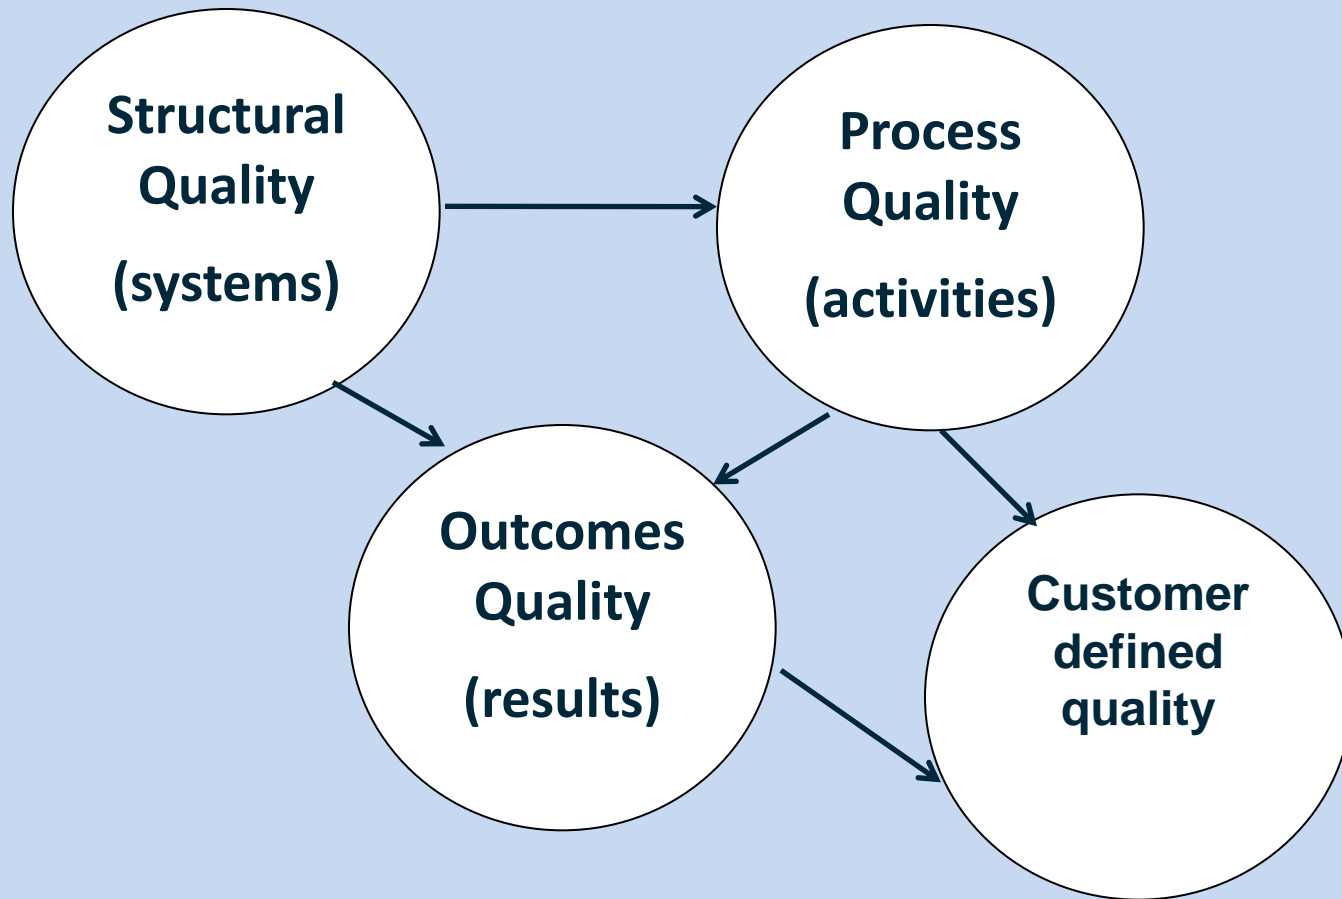 Structural
Quality
(systems)
Process
Quality
(activities)
Outcomes
Quality
(results)
Customer
defined
quality